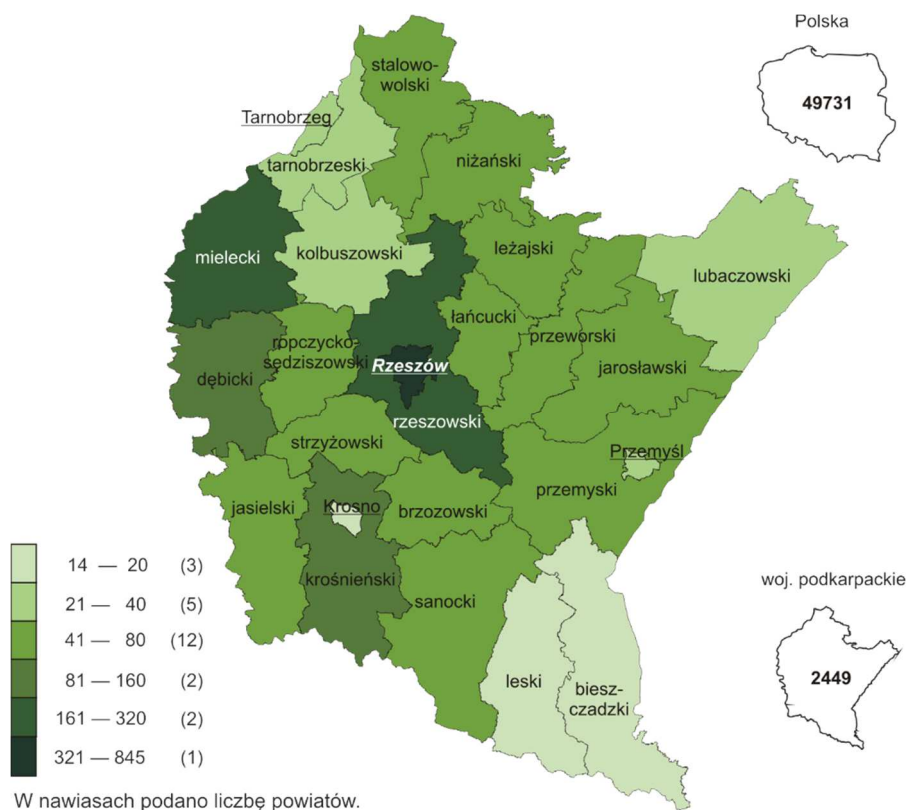 Polska
49731
stalowo-
wolski
Tarnobrzeg
tarnobrzeski
niżański
mielecki
kolbuszowski
leżajski
lubaczowski
łańcucki
ropczycko-
sędziszowski
przeworski
jarosławski
dębicki
Rzeszów
rzeszowski
strzyżowski
Przemyśl
przemyski
jasielski
Krosno
brzozowski
krośnieński
sanocki
leski
biesz-
czadzki
14 — 20 (3)
21 — 40 (5)
41 — 80 (12)
81 — 160 (2)
161 — 320 (2)
321 — 845 (1)
woj. podkarpackie
2449
W nawiasach podano liczbę powiatów.